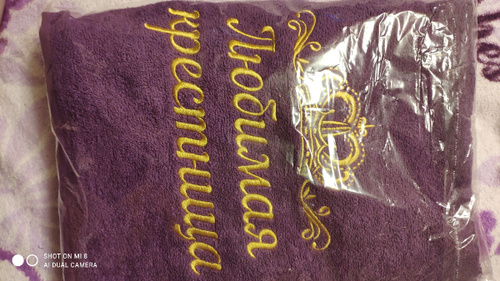 Любимая
крестница
SHOT ON MI 8
AI DUAL CAMERA